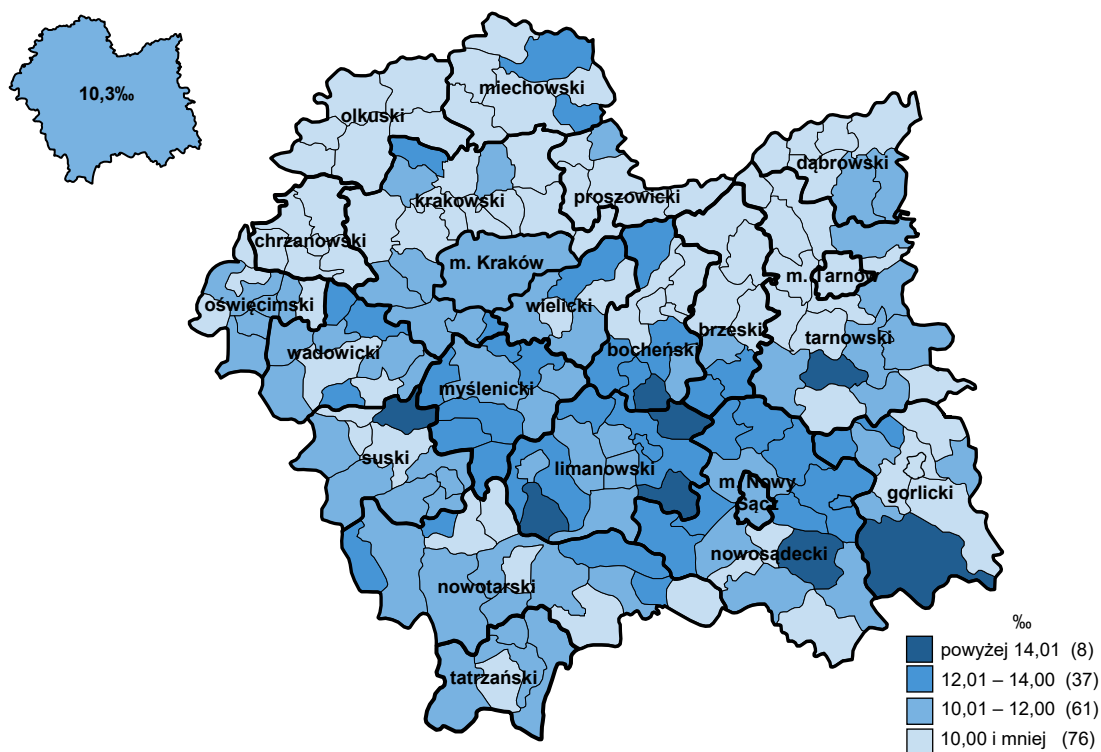 10,3‰
miechowski
olkuski
dąbrowski
krakowski
proszowicki
chrzanowski
m. Kraków
m. Tarnów
oświęcimski
wielicki
wadowicki
bocheński
brzeski
tarnowski
myślenicki
suski
limanowski
m. Nowy
Sącz
gorlicki
nowosądecki
nowotarski
tatrzański
‰
powyżej 14,01 (8)
12,01 – 14,00 (37)
10,01 – 12,00 (61)
10,00 i mniej (76)